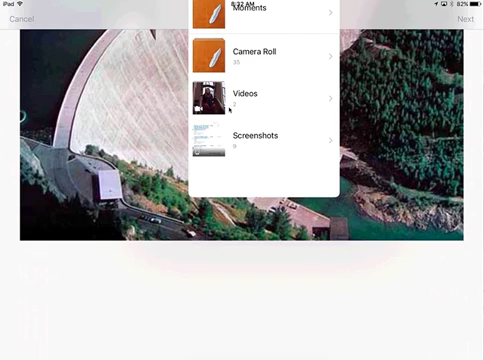 iPad 8:32 AM 82%
Cancel Next
Moments
Camera Roll
35
Videos
2
Screenshots
9